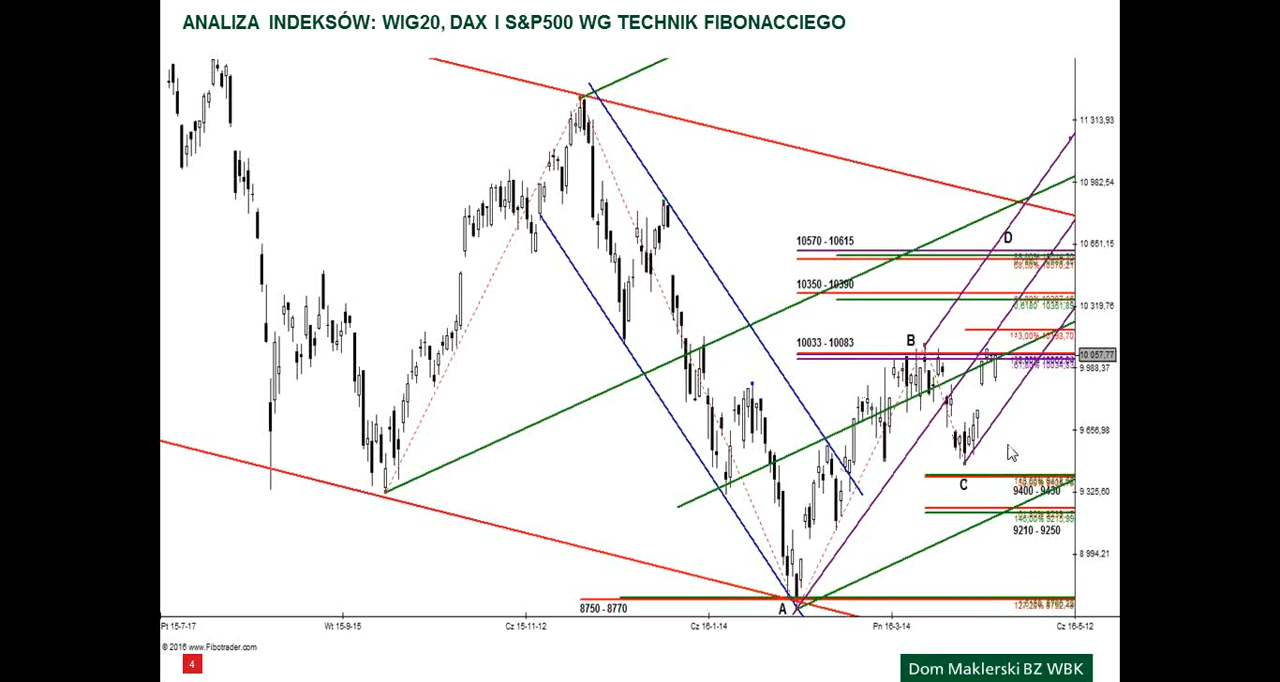 ANALIZA INDEKSÓW: WIG20, DAX I S&P500 WG TECHNIK FIBONACCIEGO
11 313,93
10 982,54
D
10570 - 10615
10 651,15
10350 - 10390
10 319,76
113,00% 10193,70
10033 - 10083
B
10 057,77
9 988,37
9 656,98
C
9400 - 9430
9 325,60
9210 - 9250
8 994,21
8750 - 8770
A
Pt 15-7-17
Wt 15-9-15
Cz 15-11-12
Cz 16-1-14
Pn 16-3-14
Cz 16-5-12
© 2016 www.Fibotrader.com
4
Dom Maklerski BZ WBK